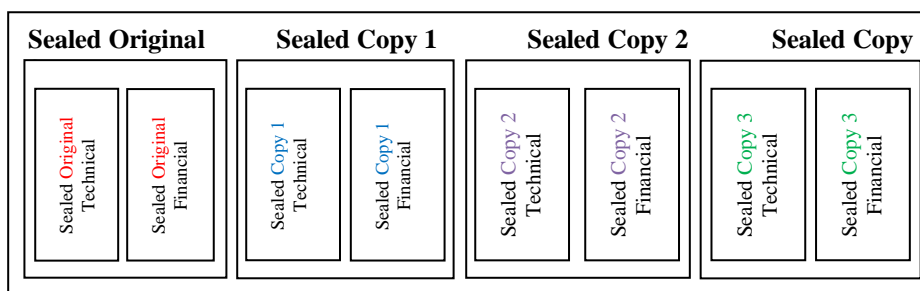 Sealed Original
Sealed Copy 1
Sealed Copy 2
Sealed Copy
Sealed Original
Technical
Sealed Original
Financial
Sealed Copy 1
Technical
Sealed Copy 1
Financial
Sealed Copy 2
Technical
Sealed Copy 2
Financial
Sealed Copy 3
Technical
Sealed Copy 3
Financial